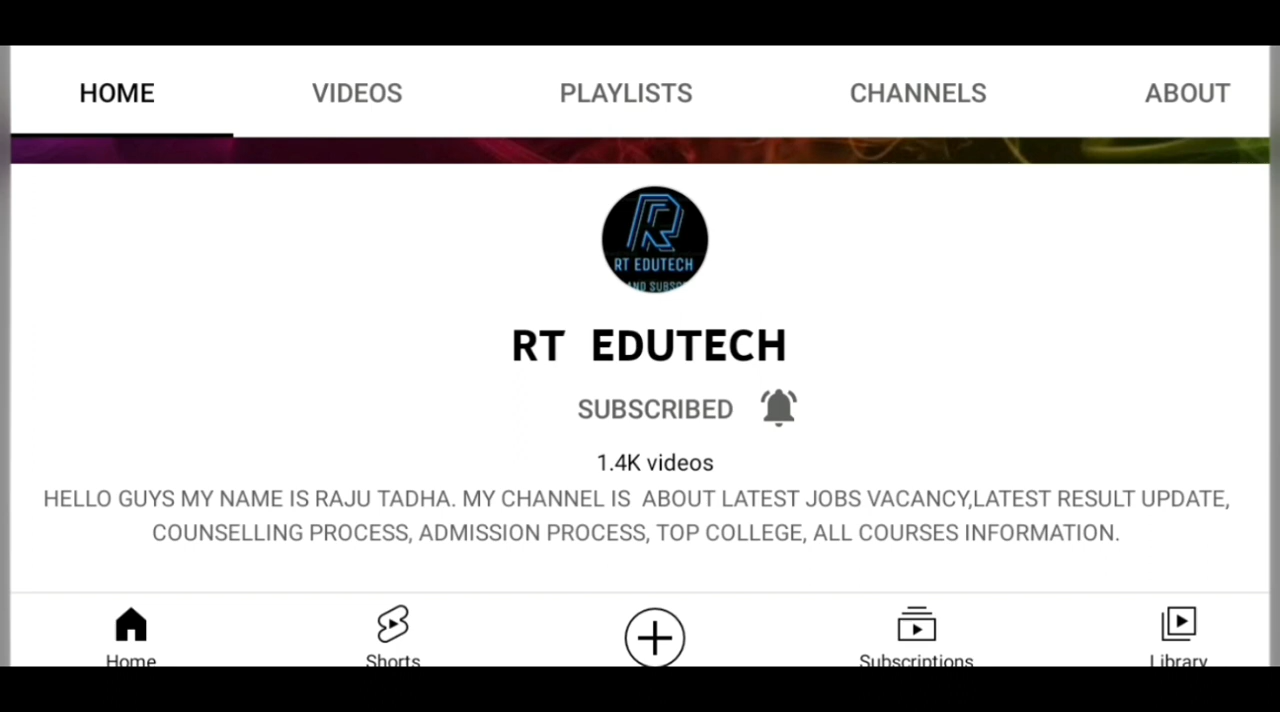 HOME VIDEOS PLAYLISTS CHANNELS ABOUT
RT EDUTECH
AND SUBSC
RT EDUTECH
SUBSCRIBED
1.4K videos
HELLO GUYS MY NAME IS RAJU TADHA. MY CHANNEL IS ABOUT LATEST JOBS VACANCY,LATEST RESULT UPDATE,
COUNSELLING PROCESS, ADMISSION PROCESS, TOP COLLEGE, ALL COURSES INFORMATION.
Home Shorts Subscriptions Library